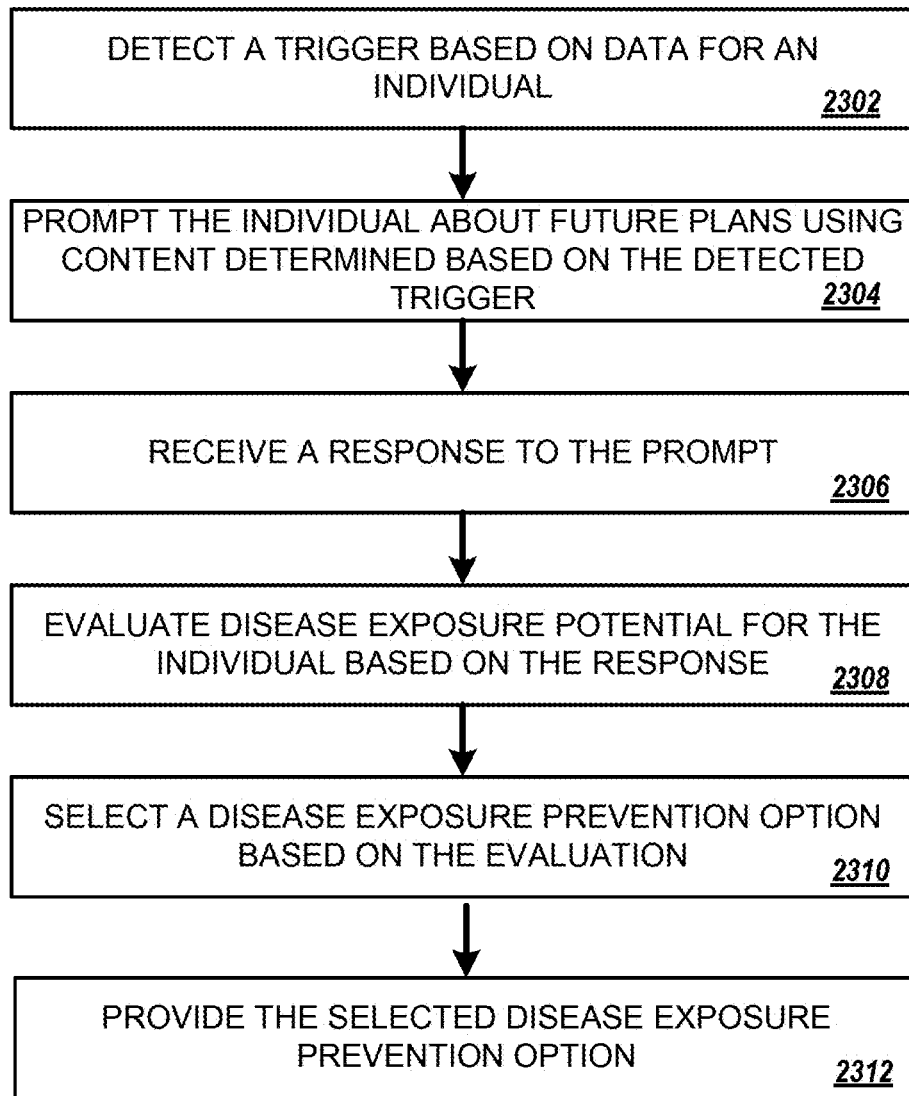 DETECT A TRIGGER BASED ON DATA FOR AN
INDIVIDUAL
2302
PROMPT THE INDIVIDUAL ABOUT FUTURE PLANS USING
CONTENT DETERMINED BASED ON THE DETECTED
TRIGGER
2304
RECEIVE A RESPONSE TO THE PROMPT
2306
EVALUATE DISEASE EXPOSURE POTENTIAL FOR THE
INDIVIDUAL BASED ON THE RESPONSE
2308
SELECT A DISEASE EXPOSURE PREVENTION OPTION
BASED ON THE EVALUATION
2310
PROVIDE THE SELECTED DISEASE EXPOSURE
PREVENTION OPTION
2312